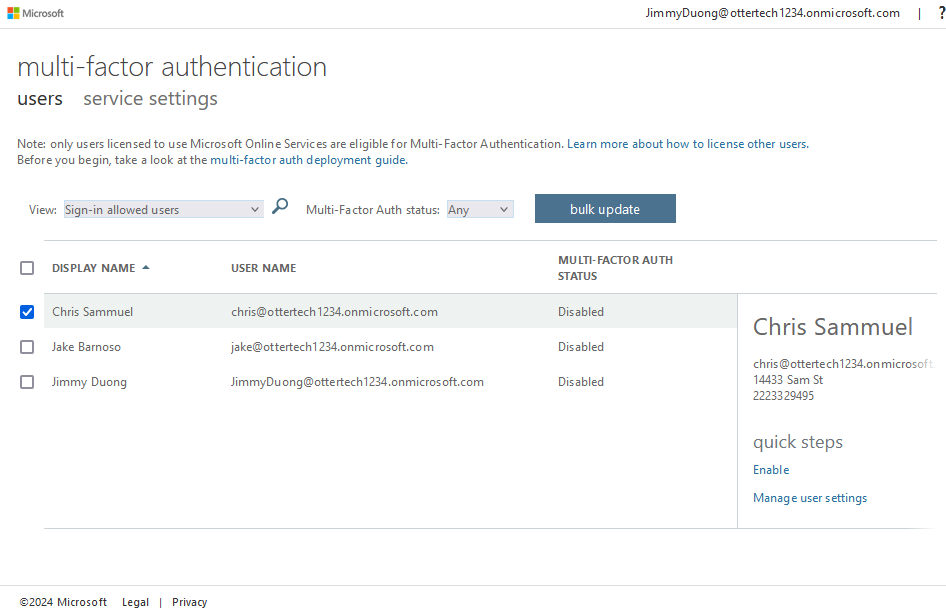 Microsoft
JimmyDuong@ottertech1234.onmicrosoft.com | ?
multi-factor authentication
users service settings
Note: only users licensed to use Microsoft Online Services are eligible for Multi-Factor Authentication. Learn more about how to license other users.
Before you begin, take a look at the multi-factor auth deployment guide.
View: Sign-in allowed users Multi-Factor Auth status: Any bulk update
DISPLAY NAME USER NAME MULTI-FACTOR AUTH
STATUS
Chris Sammuel chris@ottertech1234.onmicrosoft.com Disabled
Jake Barnoso jake@ottertech1234.onmicrosoft.com Disabled
Jimmy Duong JimmyDuong@ottertech1234.onmicrosoft.com Disabled
Chris Sammuel
chris@ottertech1234.onmicrosoft.
14433 Sam St
2223329495
quick steps
Enable
Manage user settings
©2024 Microsoft Legal | Privacy